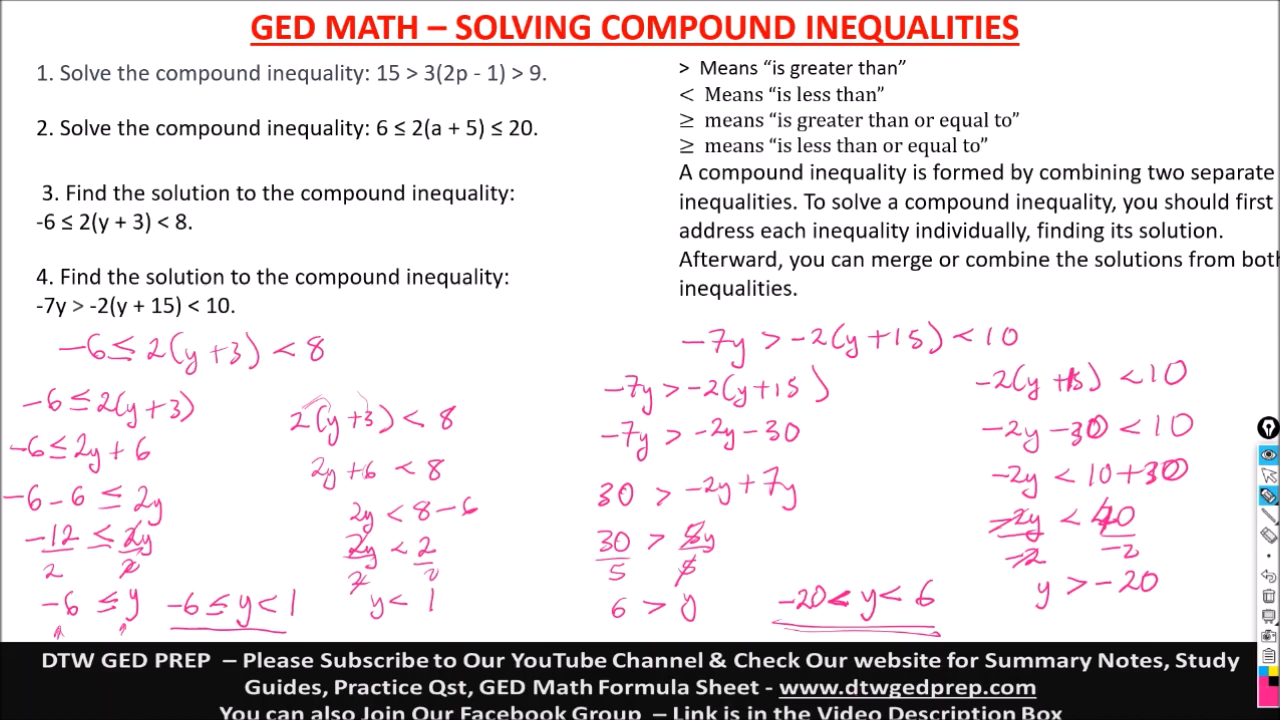 GED MATH – SOLVING COMPOUND INEQUALITIES
1. Solve the compound inequality: 15 > 3(2p - 1) > 9.
2. Solve the compound inequality: 6 ≤ 2(a + 5) ≤ 20.
3. Find the solution to the compound inequality:
-6 ≤ 2(y + 3) < 8.
4. Find the solution to the compound inequality:
-7y > -2(y + 15) < 10.
> Means “is greater than”
< Means “is less than”
≥ means “is greater than or equal to”
≥ means “is less than or equal to”
A compound inequality is formed by combining two separate
inequalities. To solve a compound inequality, you should first
address each inequality individually, finding its solution.
Afterward, you can merge or combine the solutions from both
inequalities.
-6 ≤ 2(y+3) < 8
-6 ≤ 2(y+3)
-6 ≤ 2y + 6
-6 - 6 ≤ 2y
-12/2 ≤ 2y/2
-6 ≤ y
2(y+3) < 8
2y + 6 < 8
2y < 8 - 6
2y/2 < 2/2
y < 1
-6 ≤ y < 1
-7y > -2(y+15) < 10
-7y > -2(y+15)
-7y > -2y - 30
30 > -2y + 7y
30/5 > 5y/5
6 > y
-2(y+15) < 10
-2y - 30 < 10
-2y < 10 + 30
-2y/-2 < 40/-2
y > -20
-20 < y < 6
DTW GED PREP – Please Subscribe to Our YouTube Channel & Check Our website for Summary Notes, Study
Guides, Practice Qst, GED Math Formula Sheet - www.dtwgedprep.com
You can also Join Our Facebook Group – Link is in the Video Description Box